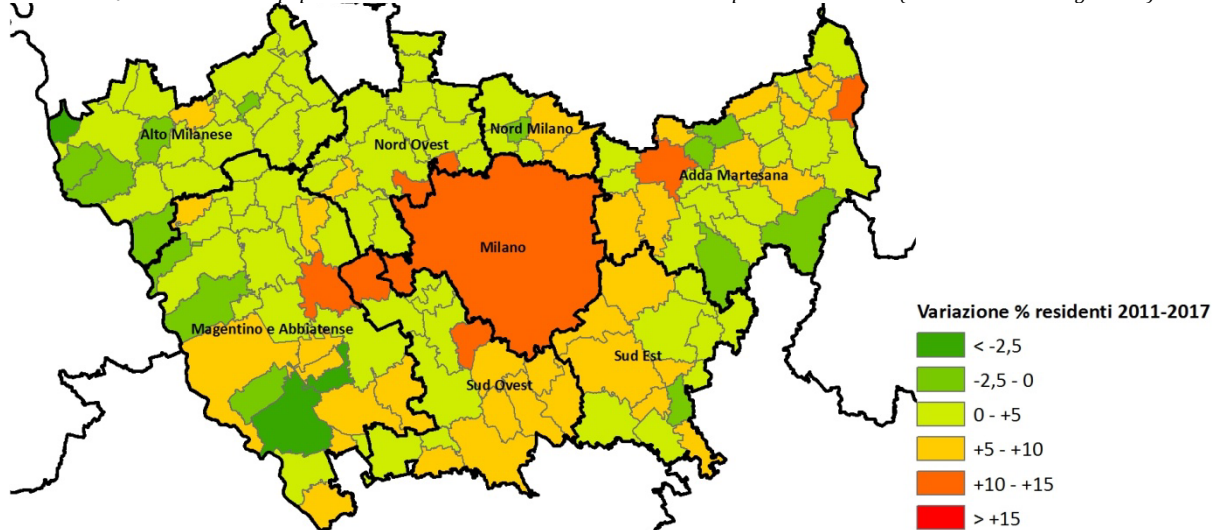 Alto Milanese
Nord Ovest
Nord Milano
Adda Martesana
Milano
Magentino e Abbiatense
Sud Ovest
Sud Est
Variazione % residenti 2011-2017
< -2,5
-2,5 - 0
0 - +5
+5 - +10
+10 - +15
> +15